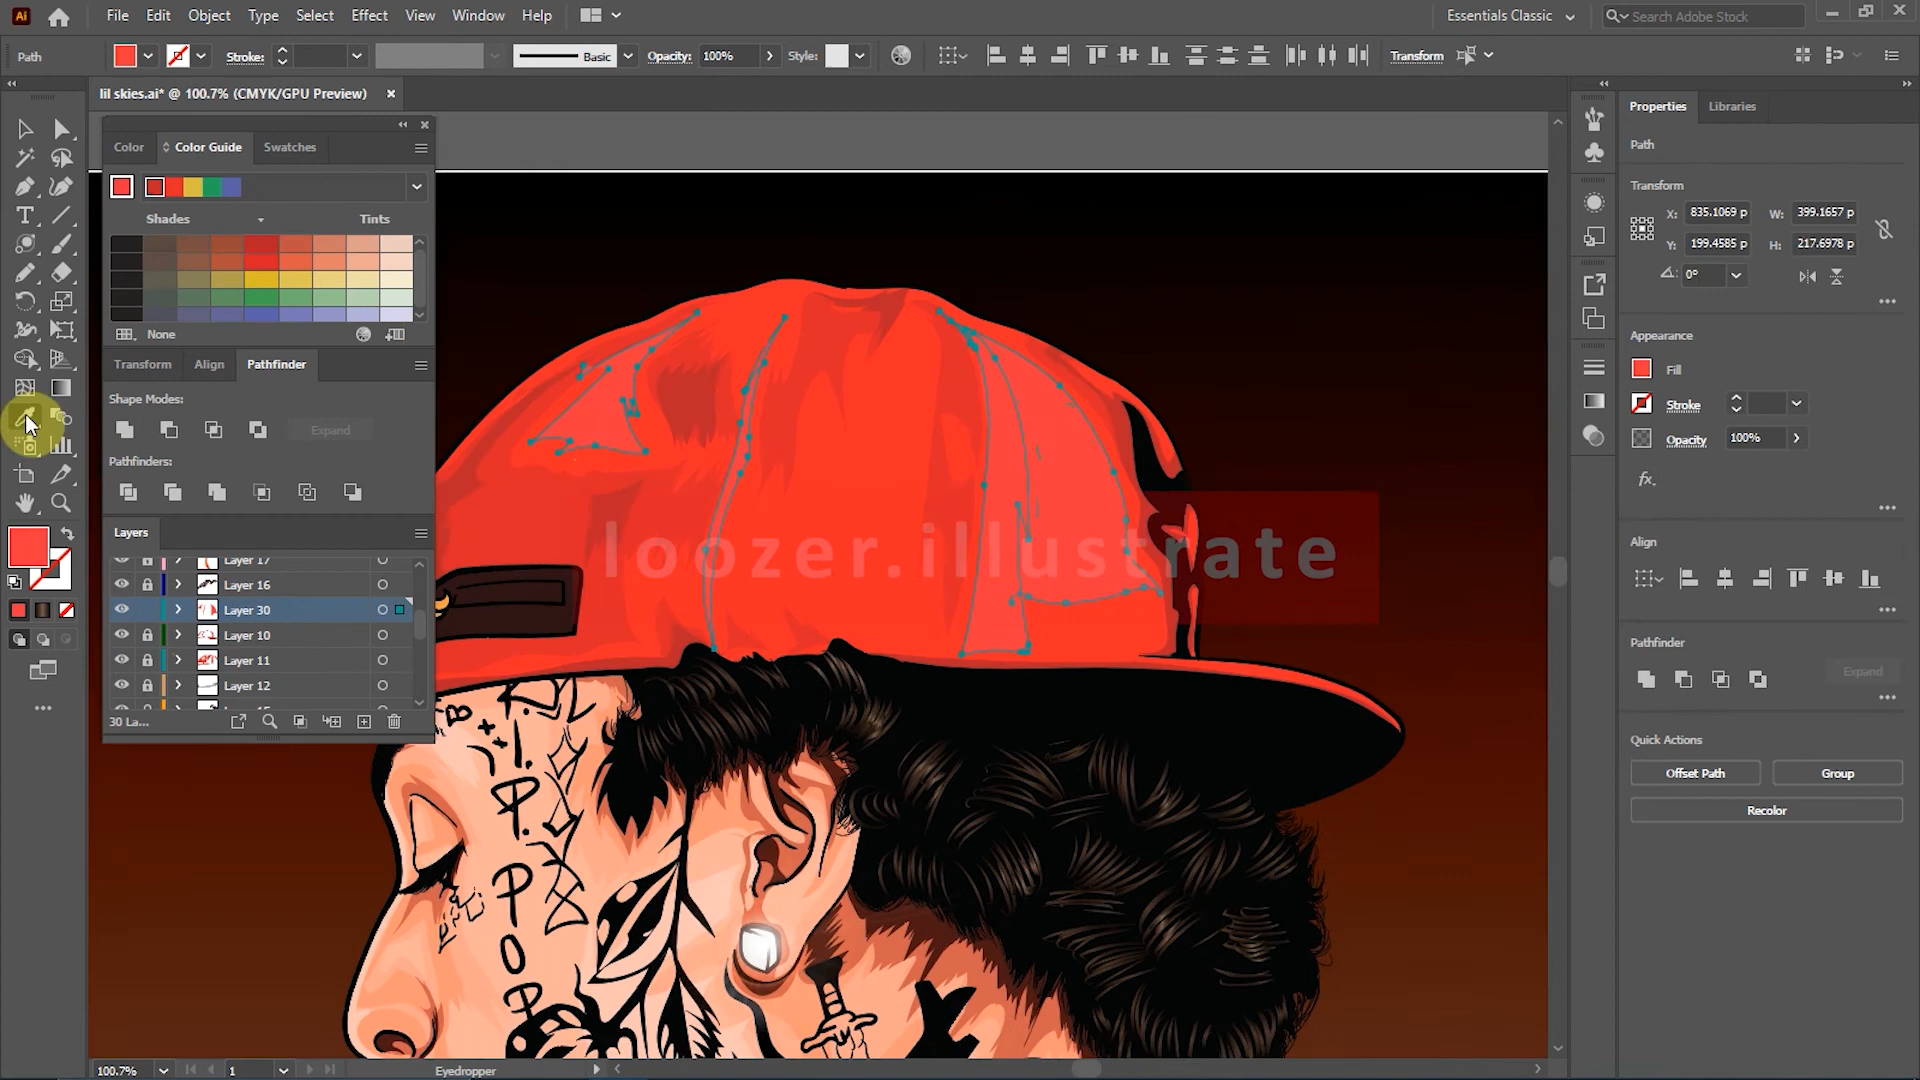 Ai File Edit Object Type Select Effect View Window Help Essentials Classic Search Adobe Stock
Path Stroke: Basic Opacity: 100% Style: Transform
lil skies.ai* @ 100.7% (CMYK/GPU Preview)
Properties Libraries
Color Color Guide Swatches
Path
Transform
X: 835.1069 p W: 399.1657 p
Shades Tints
Y: 199.4585 p H: 217.6978 p
0°
None
Appearance
Transform Align Pathfinder
Fill
Shape Modes:
Stroke
Expand
Opacity 100%
Pathfinders:
fx.
Layers
Align
loozer.illustrate
Layer 17
Layer 16
Layer 30
Layer 10
Layer 11
Layer 12
30 La...
Pathfinder
Expand
Quick Actions
Offset Path Group
Recolor
100.7% 1 Eyedropper